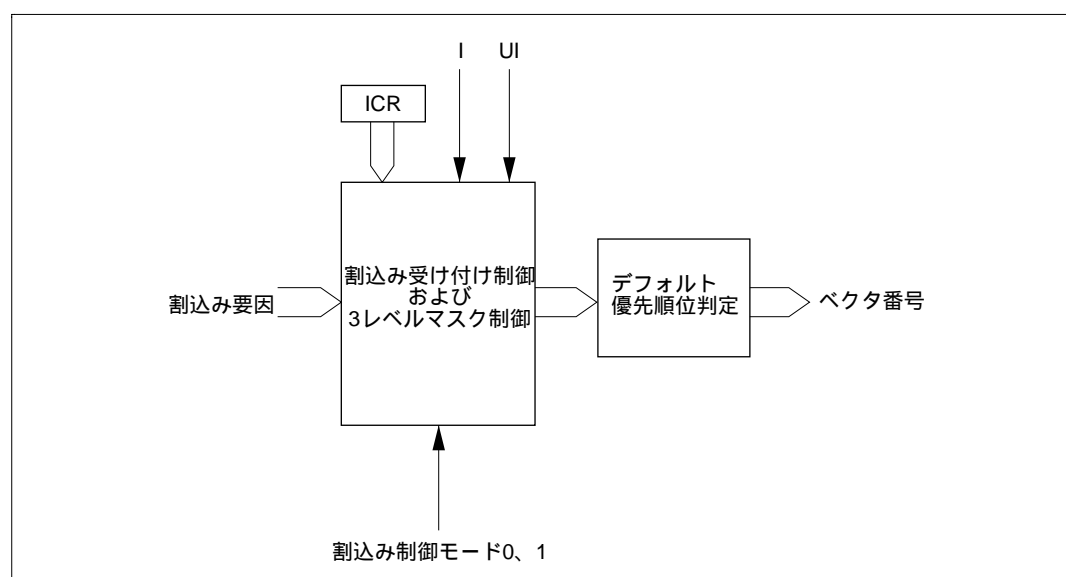 I UI
ICR
割込み要因
割込み受け付け制御
および
3レベルマスク制御
デフォルト
優先順位判定
ベクタ番号
割込み制御モード0、1